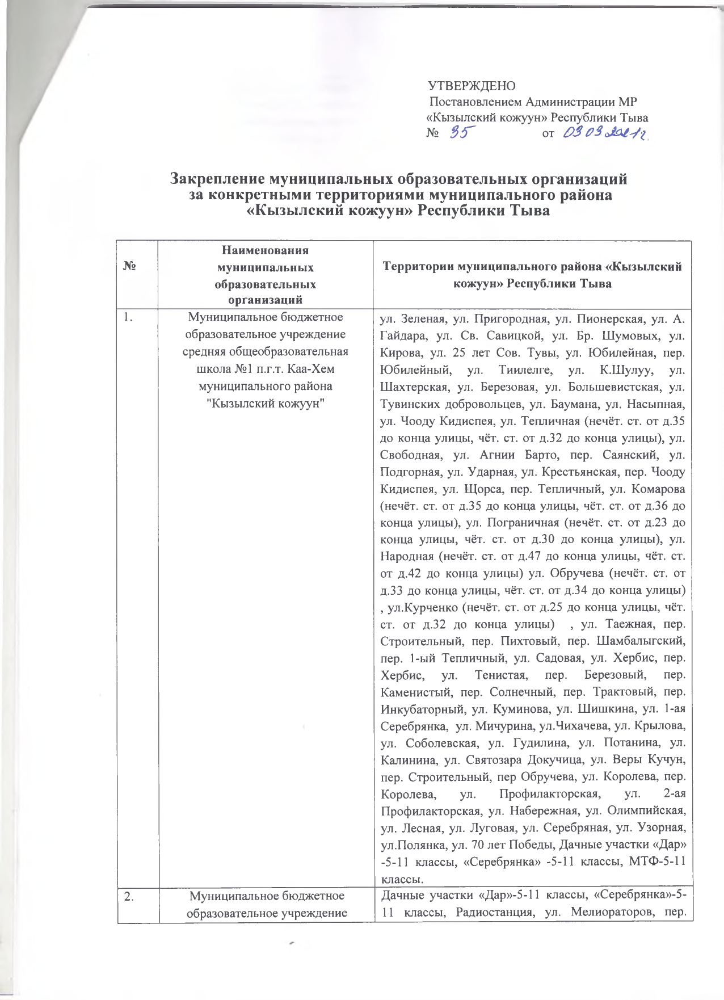 УТВЕРЖДЕНО
Постановлением Администрации МР
«Кызылский кожуун» Республики Тыва
№ 35 от 03 03 2021г.
Закрепление муниципальных образовательных организаций
за конкретными территориями муниципального района
«Кызылский кожуун» Республики Тыва
№
Наименования
муниципальных
образовательных
организаций
Территории муниципального района «Кызылский
кожуун» Республики Тыва
1.
Муниципальное бюджетное
образовательное учреждение
средняя общеобразовательная
школа №1 п.г.т. Каа-Хем
муниципального района
"Кызылский кожуун"
ул. Зеленая, ул. Пригородная, ул. Пионерская, ул. А.
Гайдара, ул. Св. Савицкой, ул. Бр. Шумовых, ул.
Кирова, ул. 25 лет Сов. Тувы, ул. Юбилейная, пер.
Юбилейный, ул. Тиилелге, ул. К.Шулуу, ул.
Шахтерская, ул. Березовая, ул. Большевистская, ул.
Тувинских добровольцев, ул. Баумана, ул. Насыпная,
ул. Чооду Кидиспея, ул. Тепличная (нечёт. ст. от д.35
до конца улицы, чёт. ст. от д.32 до конца улицы), ул.
Свободная, ул. Агнии Барто, пер. Саянский, ул.
Подгорная, ул. Ударная, ул. Крестьянская, пер. Чооду
Кидиспея, ул. Щорса, пер. Тепличный, ул. Комарова
(нечёт. ст. от д.35 до конца улицы, чёт. ст. от д.36 до
конца улицы), ул. Пограничная (нечёт. ст. от д.23 до
конца улицы, чёт. ст. от д.30 до конца улицы), ул.
Народная (нечёт. ст. от д.47 до конца улицы, чёт. ст.
от д.42 до конца улицы) ул. Обручева (нечёт. ст. от
д.33 до конца улицы, чёт. ст. от д.34 до конца улицы)
, ул.Курченко (нечёт. ст. от д.25 до конца улицы, чёт.
ст. от д.32 до конца улицы) , ул. Таежная, пер.
Строительный, пер. Пихтовый, пер. Шамбалыгский,
пер. 1-ый Тепличный, ул. Садовая, ул. Хербис, пер.
Хербис, ул. Тенистая, пер. Березовый, пер.
Каменистый, пер. Солнечный, пер. Трактовый, пер.
Инкубаторный, ул. Куминова, ул. Шишкина, ул. 1-ая
Серебрянка, ул. Мичурина, ул.Чихачева, ул. Крылова,
ул. Соболевская, ул. Гудилина, ул. Потанина, ул.
Калинина, ул. Святозара Докучица, ул. Веры Кучун,
пер. Строительный, пер Обручева, ул. Королева, пер.
Королева, ул. Профилакторская, ул. 2-ая
Профилакторская, ул. Набережная, ул. Олимпийская,
ул. Лесная, ул. Луговая, ул. Серебряная, ул. Узорная,
ул.Полянка, ул. 70 лет Победы, Дачные участки «Дар»
-5-11 классы, «Серебрянка» -5-11 классы, МТФ-5-11
классы.
2.
Муниципальное бюджетное
образовательное учреждение
Дачные участки «Дар»-5-11 классы, «Серебрянка»-5-
11 классы, Радиостанция, ул. Мелиораторов, пер.